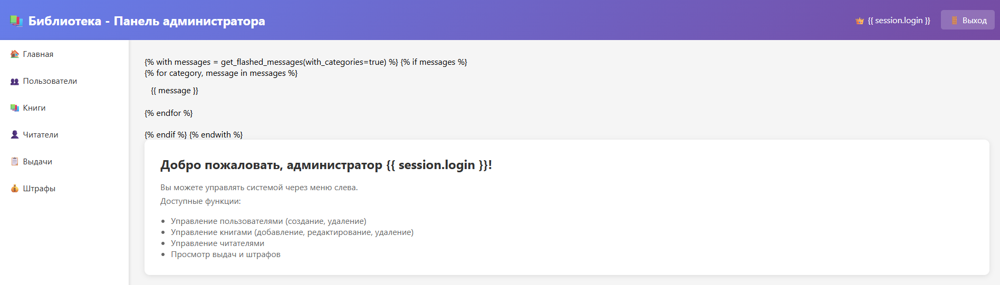 Библиотека - Панель администратора
{{ session.login }}
Выход
Главная
Пользователи
Книги
Читатели
Выдачи
Штрафы
{% with messages = get_flashed_messages(with_categories=true) %} {% if messages %}
{% for category, message in messages %}
{{ message }}
{% endfor %}
{% endif %} {% endwith %}
Добро пожаловать, администратор {{ session.login }}!
Вы можете управлять системой через меню слева.
Доступные функции:
• Управление пользователями (создание, удаление)
• Управление книгами (добавление, редактирование, удаление)
• Управление читателями
• Просмотр выдач и штрафов